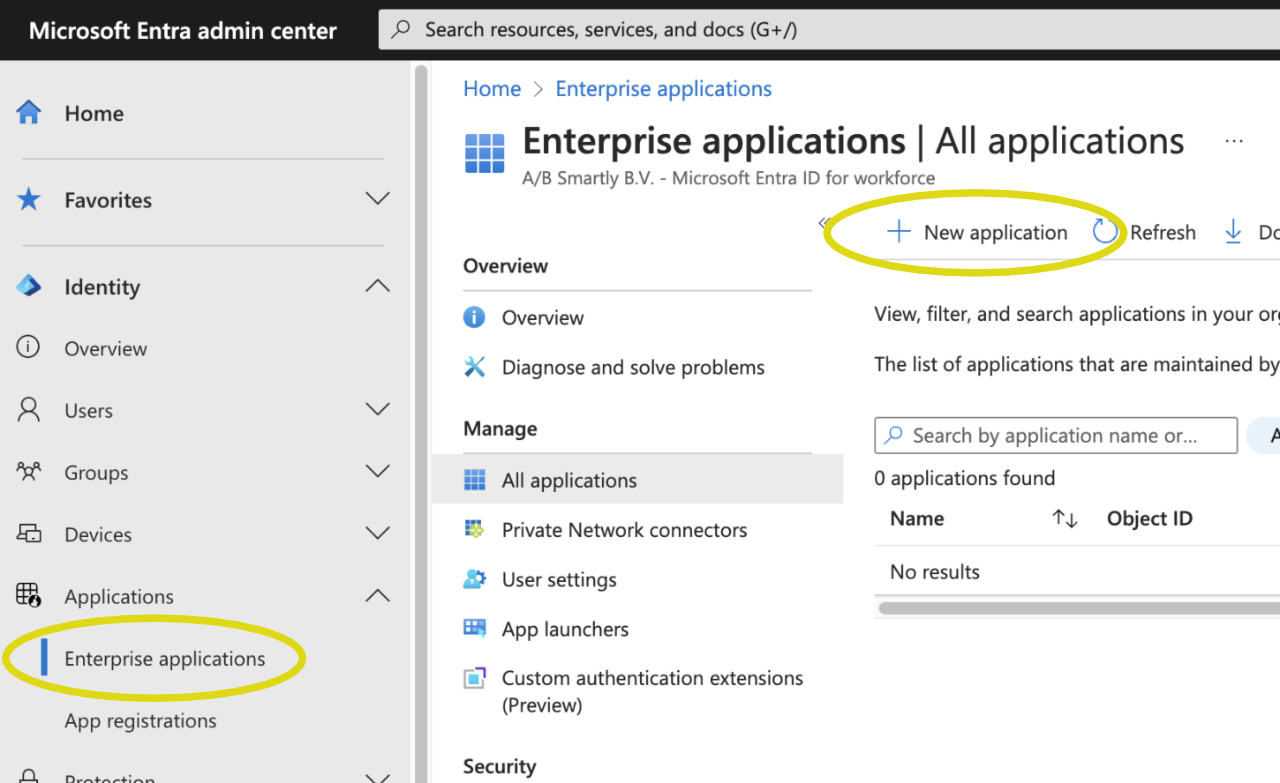 Microsoft Entra admin center
Search resources, services, and docs (G+/)
Home
Favorites
Identity
Overview
Users
Groups
Devices
Applications
Enterprise applications
App registrations
Protection
Home > Enterprise applications
Enterprise applications | All applications ...
A/B Smartly B.V. - Microsoft Entra ID for workforce
«
Overview
Overview
Diagnose and solve problems
Manage
All applications
Private Network connectors
User settings
App launchers
Custom authentication extensions
(Preview)
Security
+ New application
Refresh
View, filter, and search applications in your
The list of applications that are maintained by
Search by application name or...
0 applications found
Name ↑↓ Object ID
No results